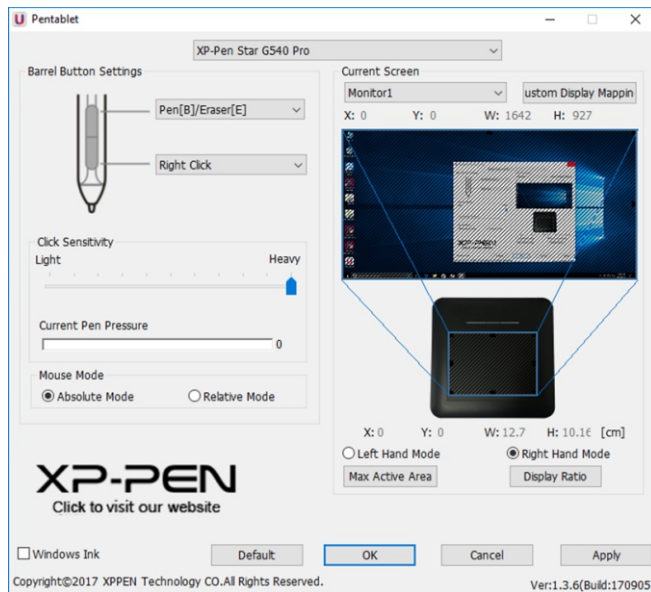 Pentablet
XP-Pen Star G540 Pro
Barrel Button Settings
Pen[B]/Eraser[E]
Right Click
Click Sensitivity
Light Heavy
Current Pen Pressure
0
Mouse Mode
Absolute Mode Relative Mode
XP-PEN
Click to visit our website
Current Screen
Monitor1 ustom Display Mappin
X: 0 Y: 0 W: 1642 H: 927
XP-PEN
X: 0 Y: 0 W: 12.7 H: 10.16 [cm]
Left Hand Mode Right Hand Mode
Max Active Area Display Ratio
Windows Ink Default OK Cancel Apply
Copyright©2017 XPPEN Technology CO.All Rights Reserved. Ver:1.3.6(Build:170905